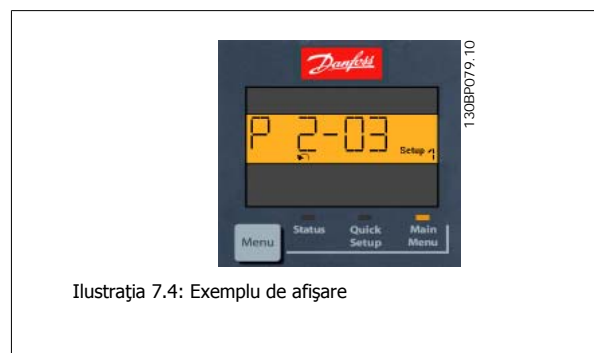 Danfoss
130BP079.10
P 2-03
Setup 1
Status Quick Setup Main Menu
Menu
Ilustraţia 7.4: Exemplu de afişare